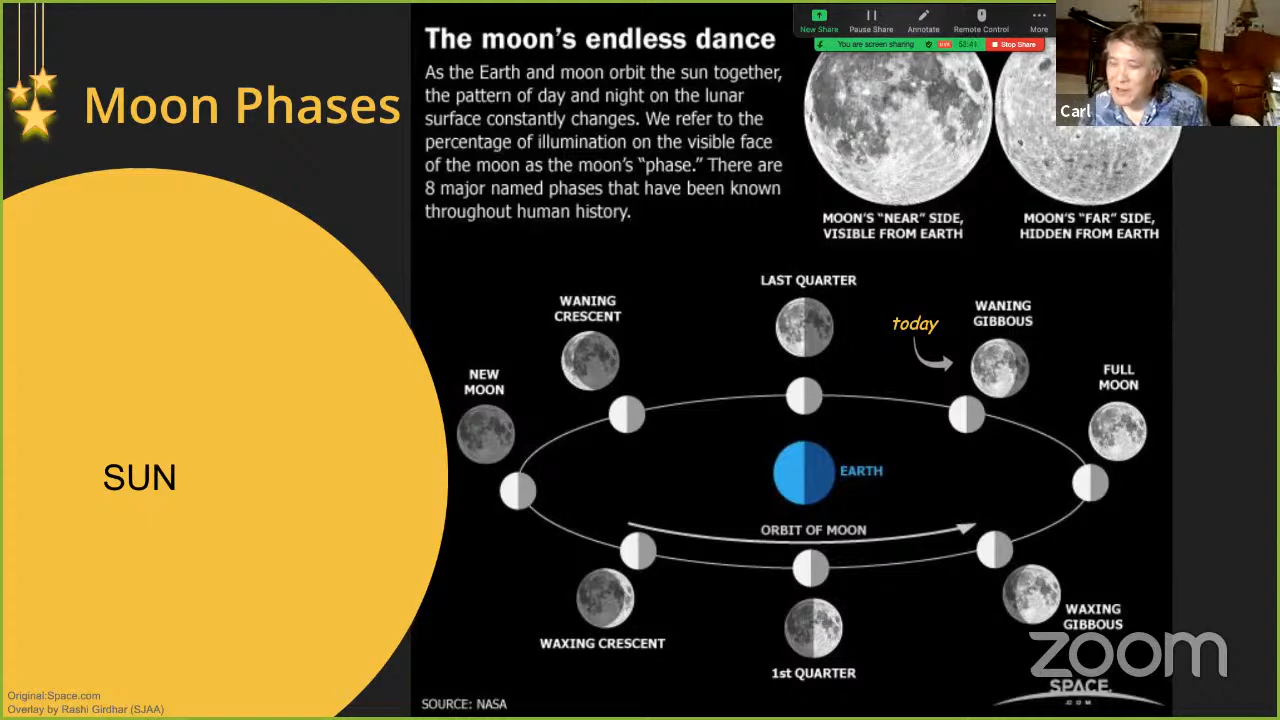 Moon Phases
The moon's endless dance
As the Earth and moon orbit the sun together,
the pattern of day and night on the lunar
surface constantly changes. We refer to the
percentage of illumination on the visible face
of the moon as the moon's “phase.” There are
8 major named phases that have been known
throughout human history.
New Share
Pause Share
Annotate
Remote Control
More
You are screen sharing
LIVE
53:41
Stop Share
Carl
MOON'S “NEAR” SIDE,
VISIBLE FROM EARTH
MOON'S “FAR” SIDE,
HIDDEN FROM EARTH
LAST QUARTER
WANING
CRESCENT
today
WANING
GIBBOUS
NEW
MOON
FULL
MOON
SUN
EARTH
ORBIT OF MOON
WAXING CRESCENT
1st QUARTER
WAXING
GIBBOUS
zoom
SPACE
.COM
SOURCE: NASA
Original:Space.com
Overlay by Rashi Girdhar (SJAA)